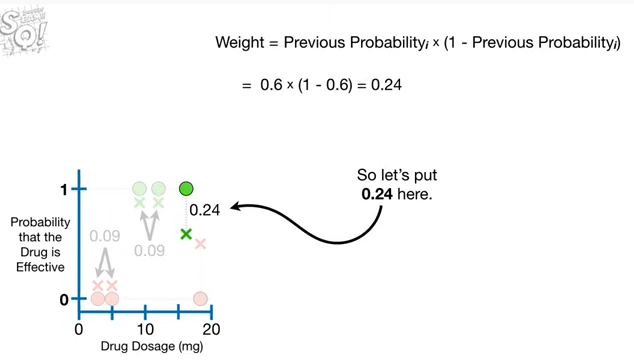 SQ!
Weight = Previous Probabilityi × (1 - Previous Probabilityi)
= 0.6 × (1 - 0.6) = 0.24
So let's put
0.24 here.
1
Probability
that the
Drug is
Effective
0.09
0.09
0.24
0
0
10
20
Drug Dosage (mg)